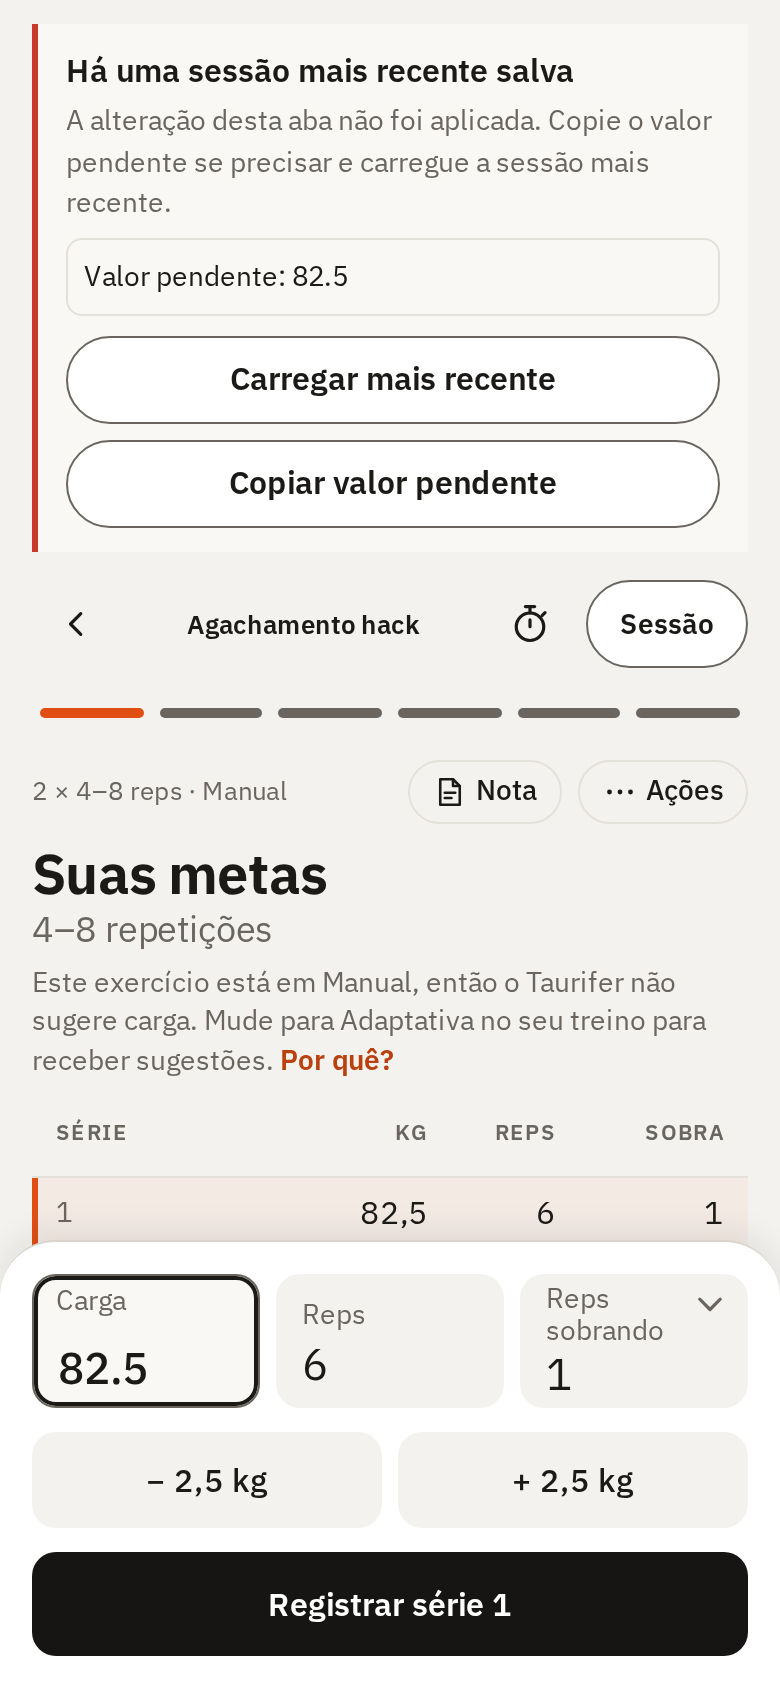 Há uma sessão mais recente salva
A alteração desta aba não foi aplicada. Copie o valor
pendente se precisar e carregue a sessão mais
recente.
Valor pendente: 82.5
Carregar mais recente
Copiar valor pendente
Agachamento hack
Sessão
2 × 4–8 reps · Manual
Nota
Ações
Suas metas
4–8 repetições
Este exercício está em Manual, então o Taurifer não
sugere carga. Mude para Adaptativa no seu treino para
receber sugestões. Por quê?
SÉRIE KG REPS SOBRA
1 82,5 6 1
Carga
82.5
Reps
6
Reps
sobrando
1
− 2,5 kg
+ 2,5 kg
Registrar série 1